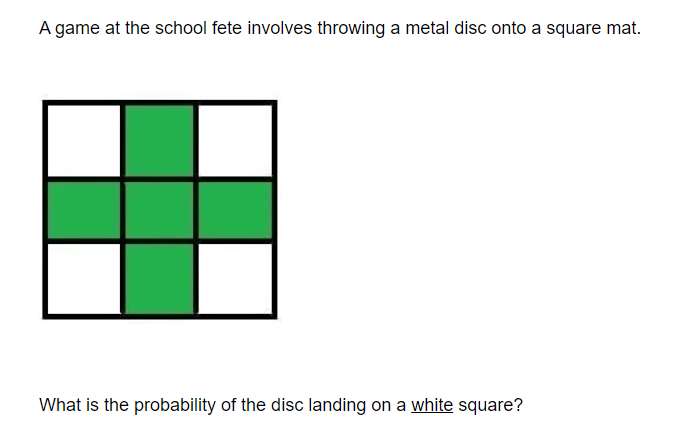 A game at the school fete involves throwing a metal disc onto a square mat.
What is the probability of the disc landing on a white square?